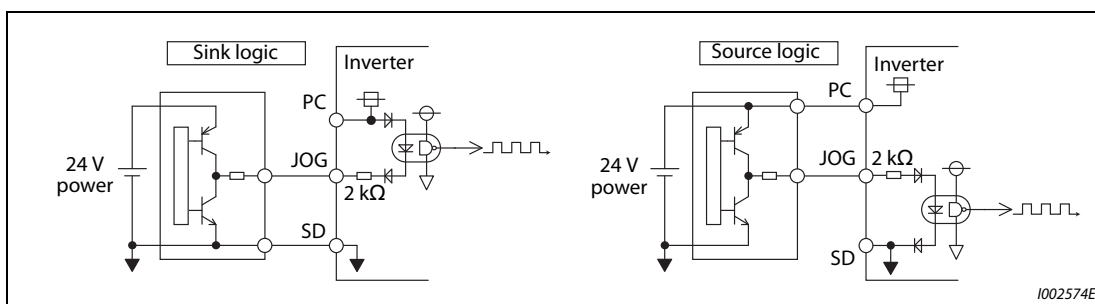 Sink logic
Inverter
PC
24 V
power
JOG
2 kΩ
SD
Source logic
Inverter
PC
24 V
power
JOG
2 kΩ
SD
I002574E